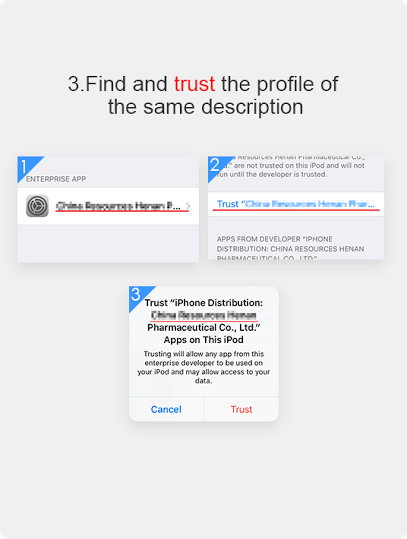 3.Find and trust the profile of
the same description
1
ENTERPRISE APP
China Resources Henan P...
2
Resources Henan Pharmaceutical Co.,
Ltd.” are not trusted on this iPod and will not
run until the developer is trusted.
Trust “China Resources Henan Phar...
APPS FROM DEVELOPER “IPHONE
DISTRIBUTION: CHINA RESOURCES HENAN
PHARMACEUTICAL CO., LTD.”
3
Trust “iPhone Distribution:
China Resources Henan
Pharmaceutical Co., Ltd.”
Apps on This iPod
Trusting will allow any app from this
enterprise developer to be used on
your iPod and may allow access to your
data.
Cancel Trust